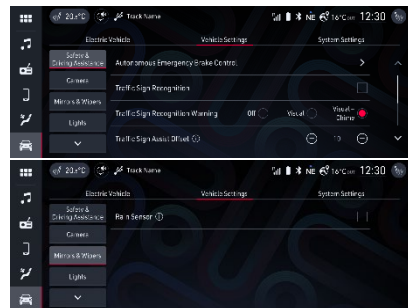 20.5°C Track Name NE 16°C 12:30
Electric Vehicle Vehicle Settings System Settings
Safety &
Driving Assistance
Autonomous Emergency Brake Control
Camera
Traffic Sign Recognition
Mirrors & Wipers
Traffic Sign Recognition Warning Off Visual Visual+
Chime
Lights
Traffic Sign Assist Offset 10
20.5°C Track Name NE 16°C 12:30
Electric Vehicle Vehicle Settings System Settings
Safety &
Driving Assistance
Rain Sensor
Camera
Mirrors & Wipers
Lights